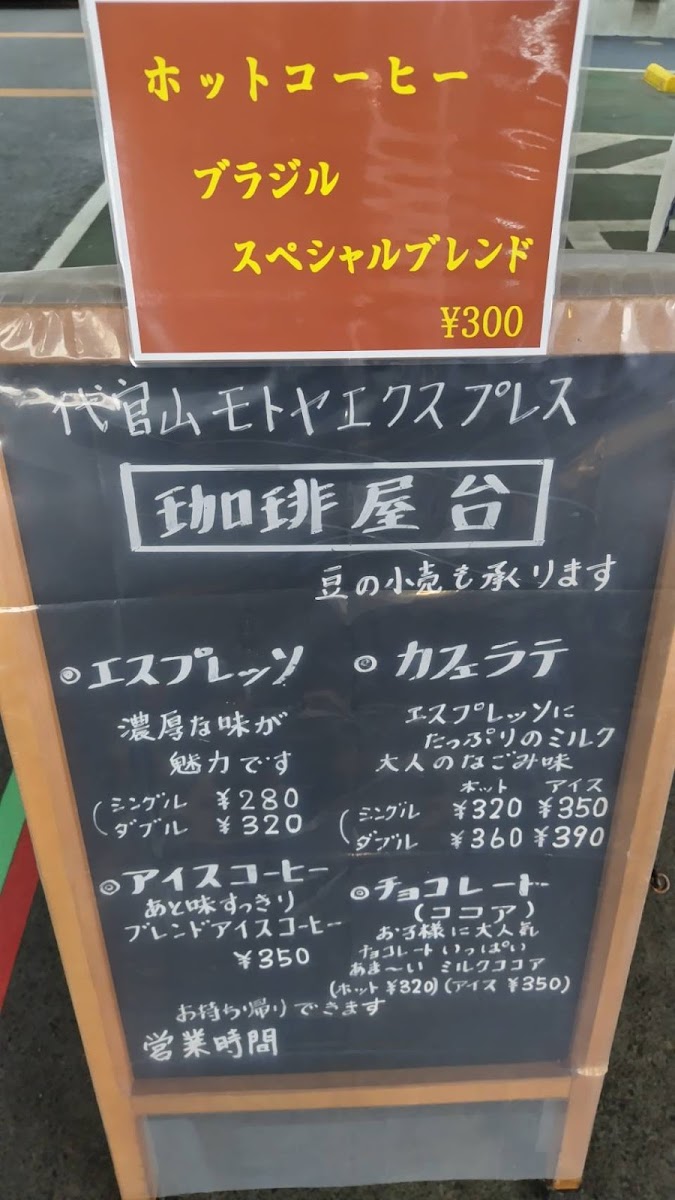 ホットコーヒー
ブラジル
スペシャルブレンド
¥300
代官山モトヤエクスプレス
珈琲屋台
豆の小売も承ります
◎エスプレッソ
濃厚な味が
魅力です
(シングル ¥280
ダブル ¥320
◎カフェラテ
エスプレッソに
たっぷりのミルク
大人のなごみ味
ホット アイス
(シングル ¥320 ¥350
ダブル ¥360 ¥390
◎アイスコーヒー
あと味すっきり
ブレンドアイスコーヒー
¥350
◎チョコレート
(ココア)
お子様に大人気
チョコレートいっぱい
あま〜い ミルクココア
(ホット ¥320)(アイス ¥350)
お持ち帰りできます
営業時間